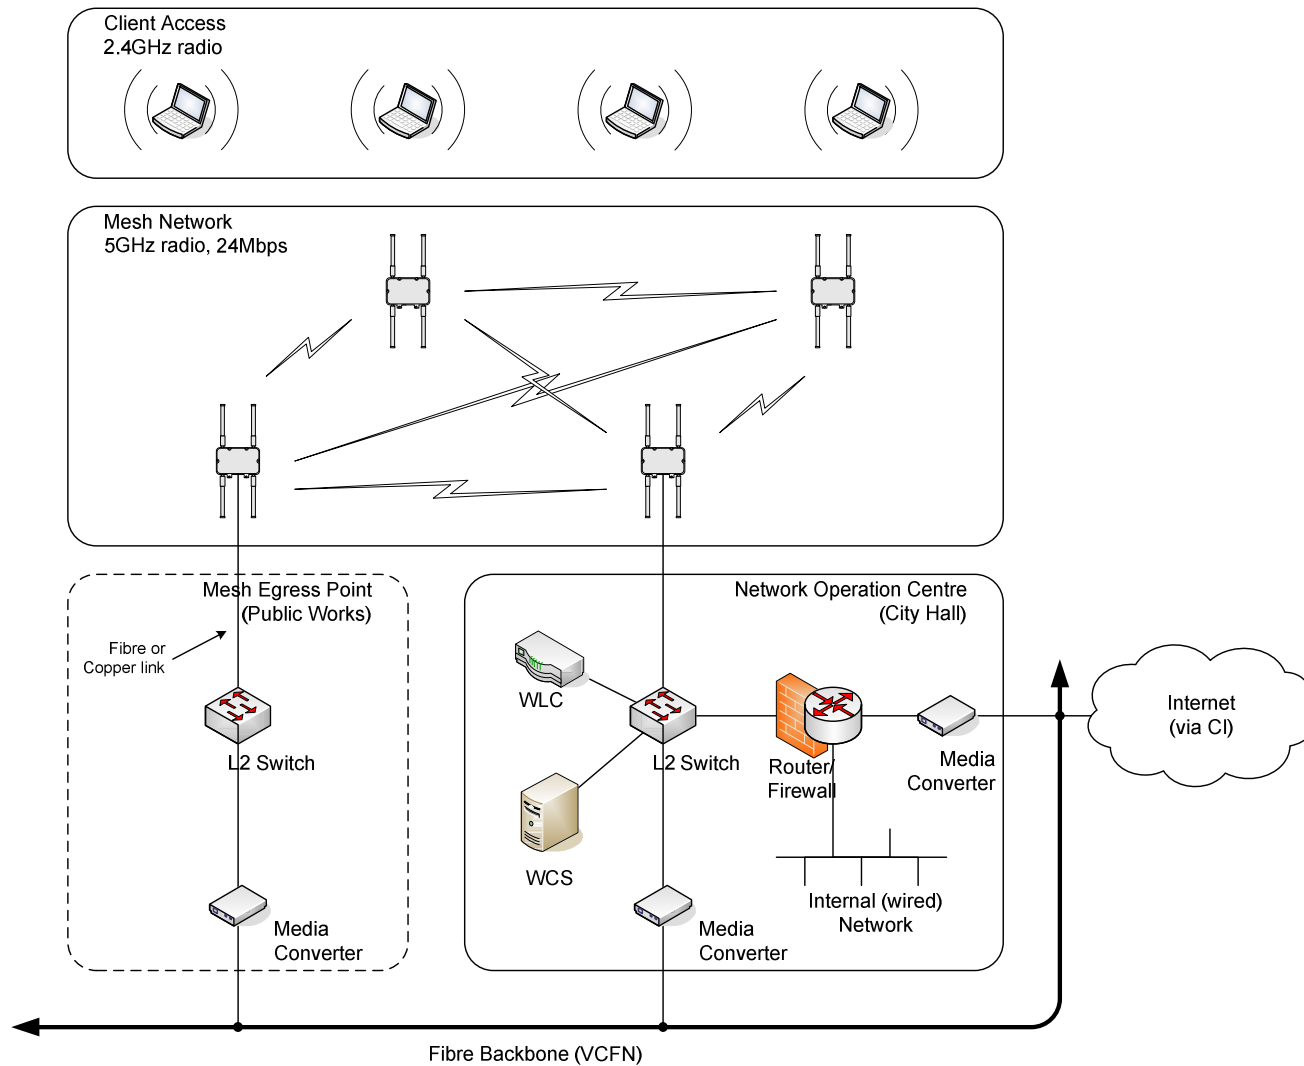 Client Access
2.4GHz radio
Mesh Network
5GHz radio, 24Mbps
Mesh Egress Point
(Public Works)
Fibre or
Copper link
L2 Switch
Media
Converter
Network Operation Centre
(City Hall)
WLC
L2 Switch
WCS
Router/
Firewall
Media
Converter
Internal (wired)
Network
Media
Converter
Internet
(via CI)
Fibre Backbone (VCFN)